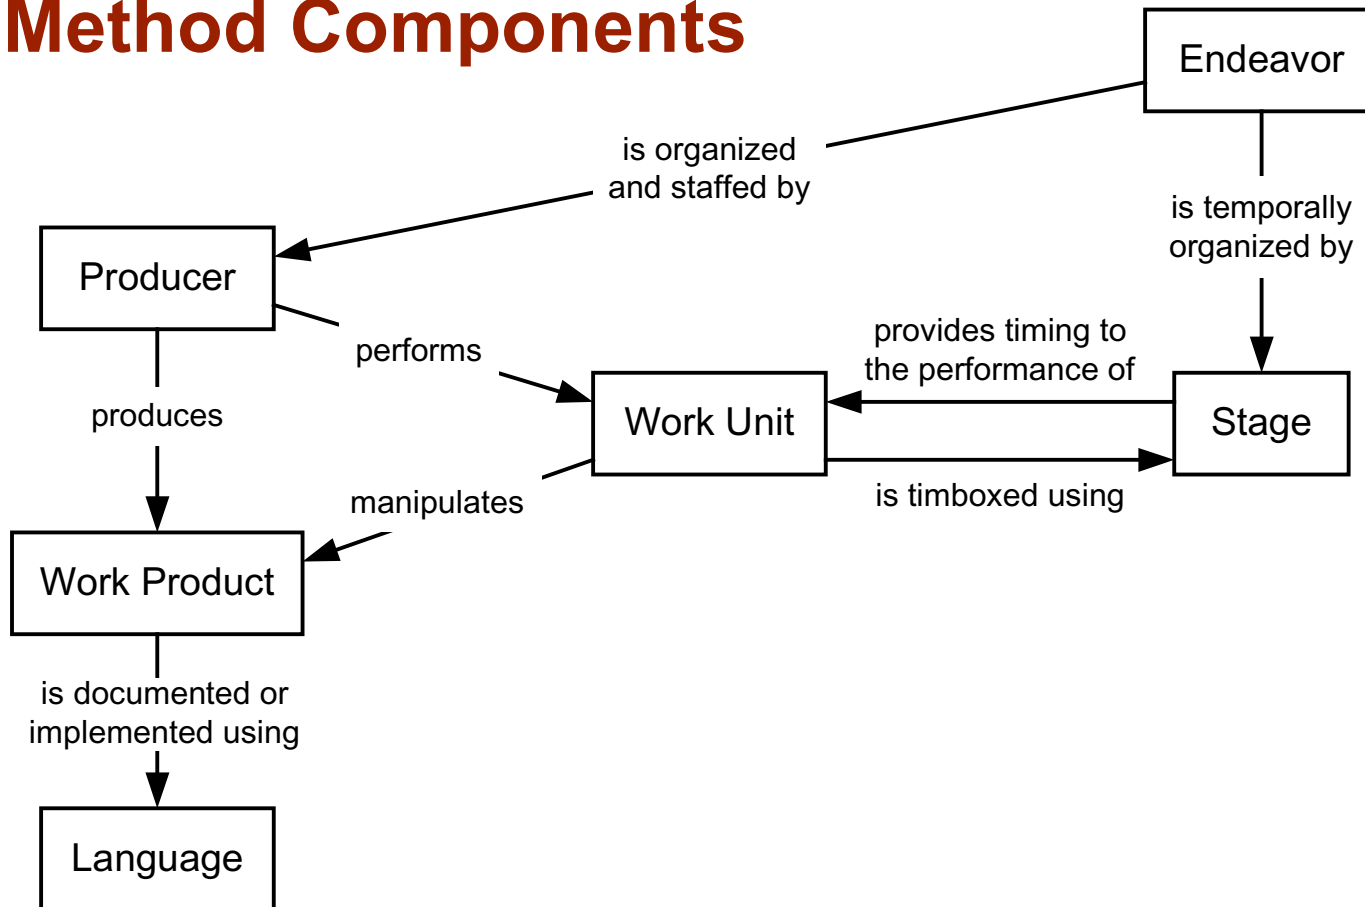 Method Components
Endeavor
is organized
and staffed by
is temporally
organized by
Producer
provides timing to
the performance of
performs
produces
Work Unit
Stage
manipulates
is timboxed using
Work Product
is documented or
implemented using
Language